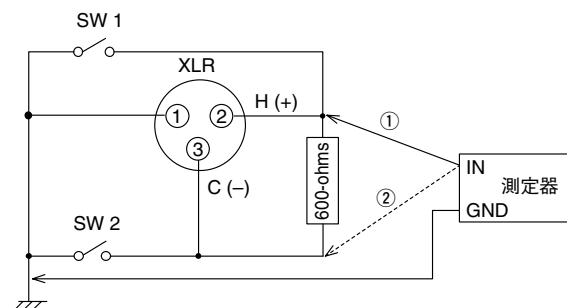 SW 1
XLR
① ② H (+)
③
C (–)
600-ohms
①
②
IN
測定器
GND
SW 2